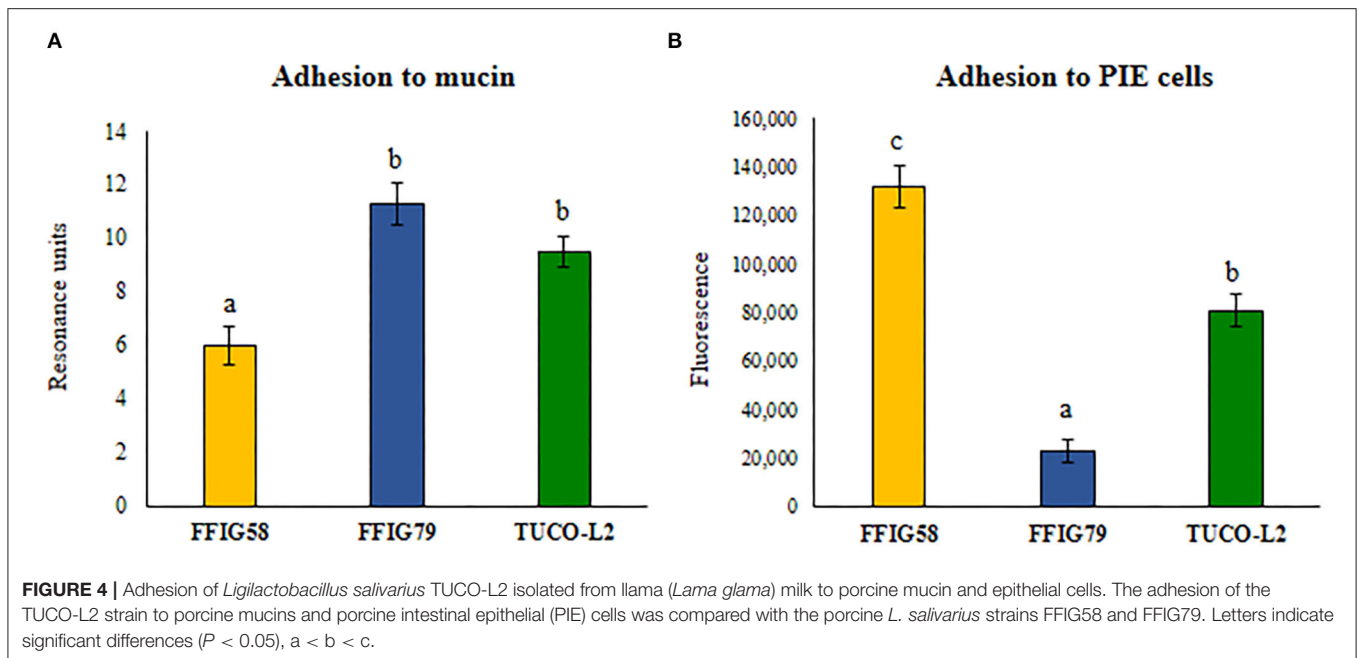 A
Adhesion to mucin
Resonance units
14
12
10
8
6
4
2
0
a
b
b
FFIG58
FFIG79
TUCO-L2
B
Adhesion to PIE cells
Fluorescence
160,000
140,000
120,000
100,000
80,000
60,000
40,000
20,000
0
c
a
b
FFIG58
FFIG79
TUCO-L2
FIGURE 4 | Adhesion of Ligilactobacillus salivarius TUCO-L2 isolated from llama (Lama glama) milk to porcine mucin and epithelial cells. The adhesion of the
TUCO-L2 strain to porcine mucins and porcine intestinal epithelial (PIE) cells was compared with the porcine L. salivarius strains FFIG58 and FFIG79. Letters indicate
significant differences (P < 0.05), a < b < c.